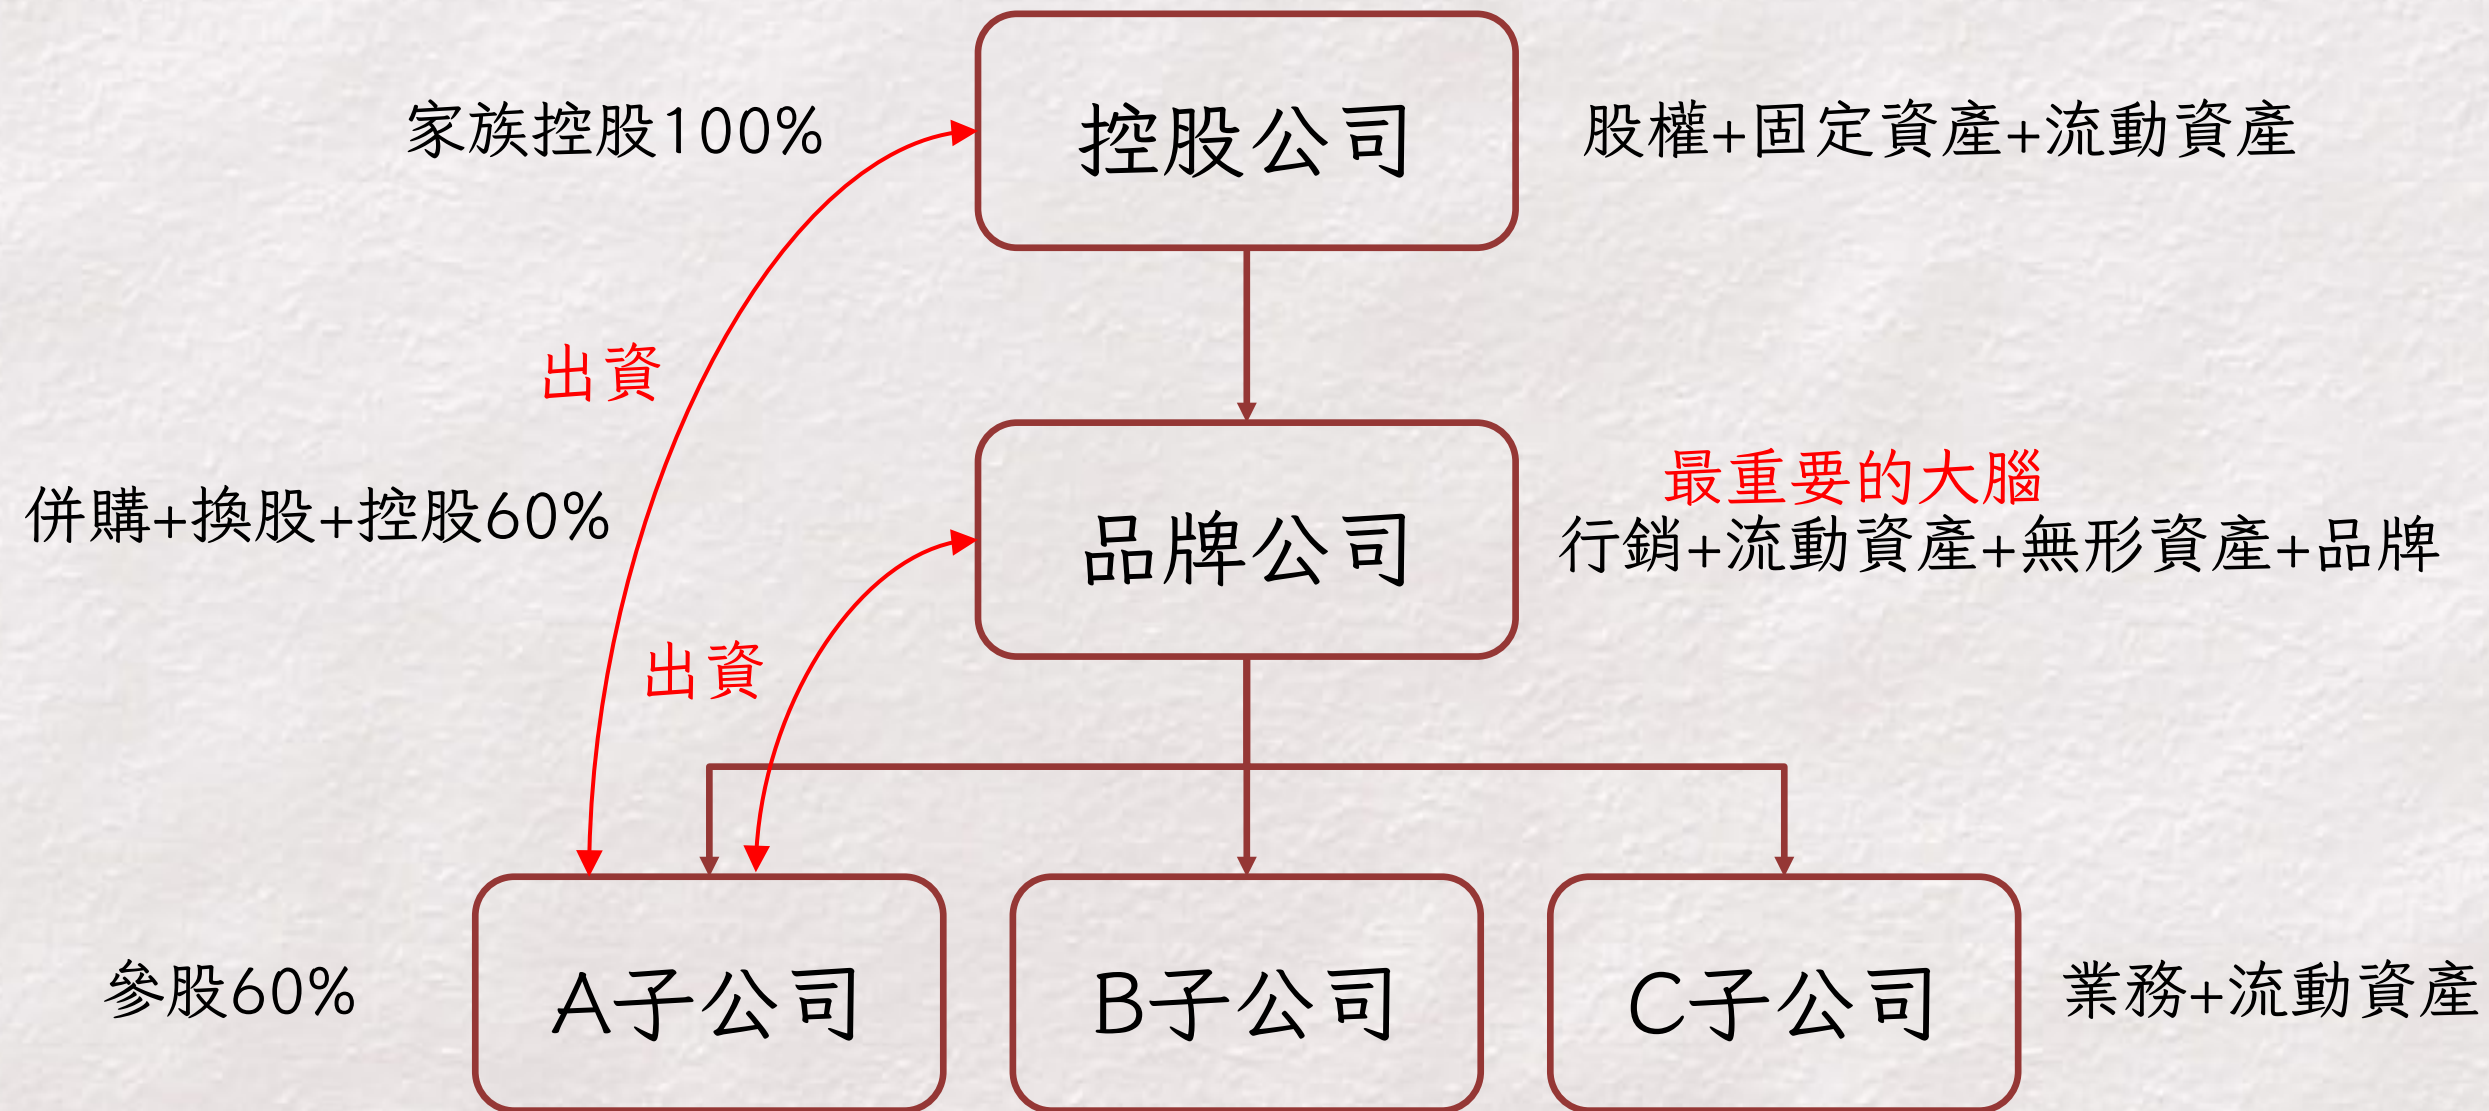 家族控股100%
控股公司
股權+固定資產+流動資產
出資
併購+換股+控股60%
品牌公司
最重要的大腦
行銷+流動資產+無形資產+品牌
出資
參股60%
A子公司
B子公司
C子公司
業務+流動資產